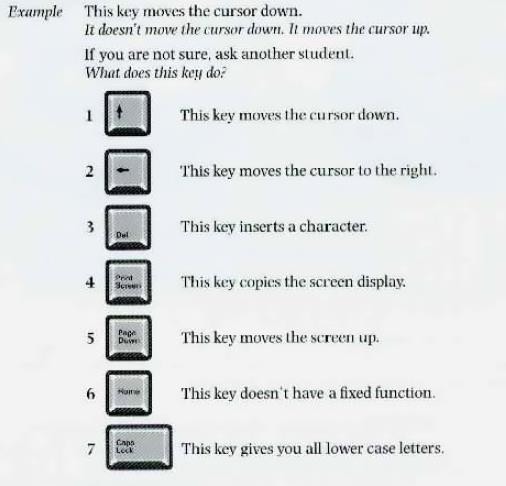 Example This key moves the cursor down.
It doesn't move the cursor down. It moves the cursor up.
If you are not sure, ask another student.
What does this key do?
1 This key moves the cursor down.
2 This key moves the cursor to the right.
3 Del This key inserts a character.
4 Print Screen This key copies the screen display.
5 Page Down This key moves the screen up.
6 Home This key doesn't have a fixed function.
7 Caps Lock This key gives you all lower case letters.